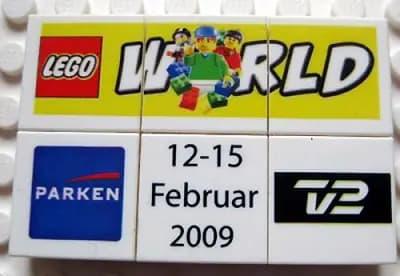 LEGO
WORLD
PARKEN
12-15
Februar
2009
TV2